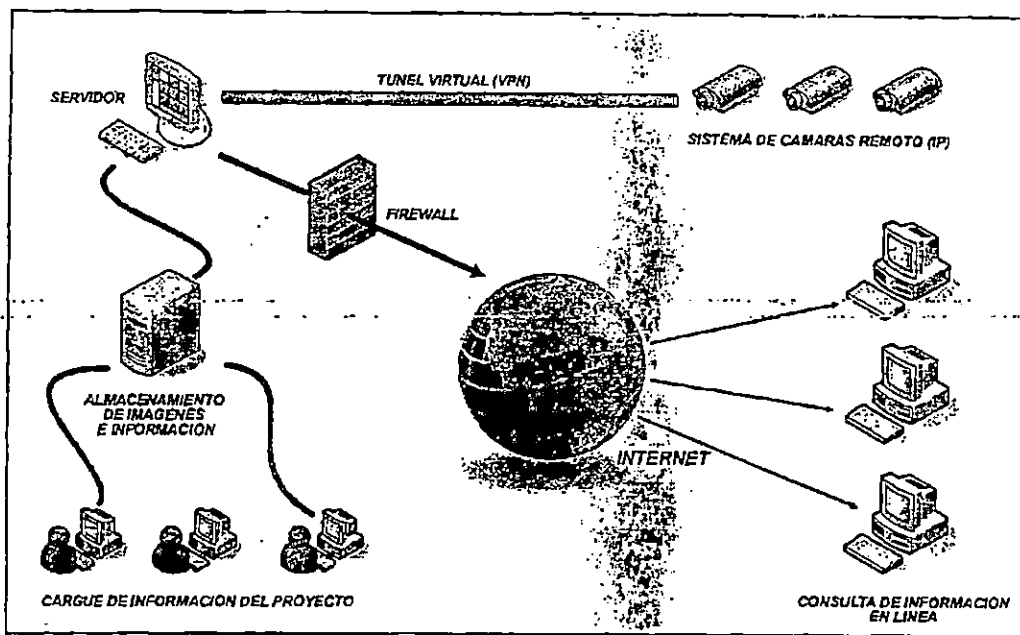 TUNEL VIRTUAL (VPN)
SERVIDOR
SISTEMA DE CAMARAS REMOTO (IP)
FIREWALL
ALMACENAMIENTO
DE IMAGENES
E INFORMACIÓN
INTERNET
CARGUE DE INFORMACION DEL PROYECTO
CONSULTA DE INFORMACION
EN LINEA